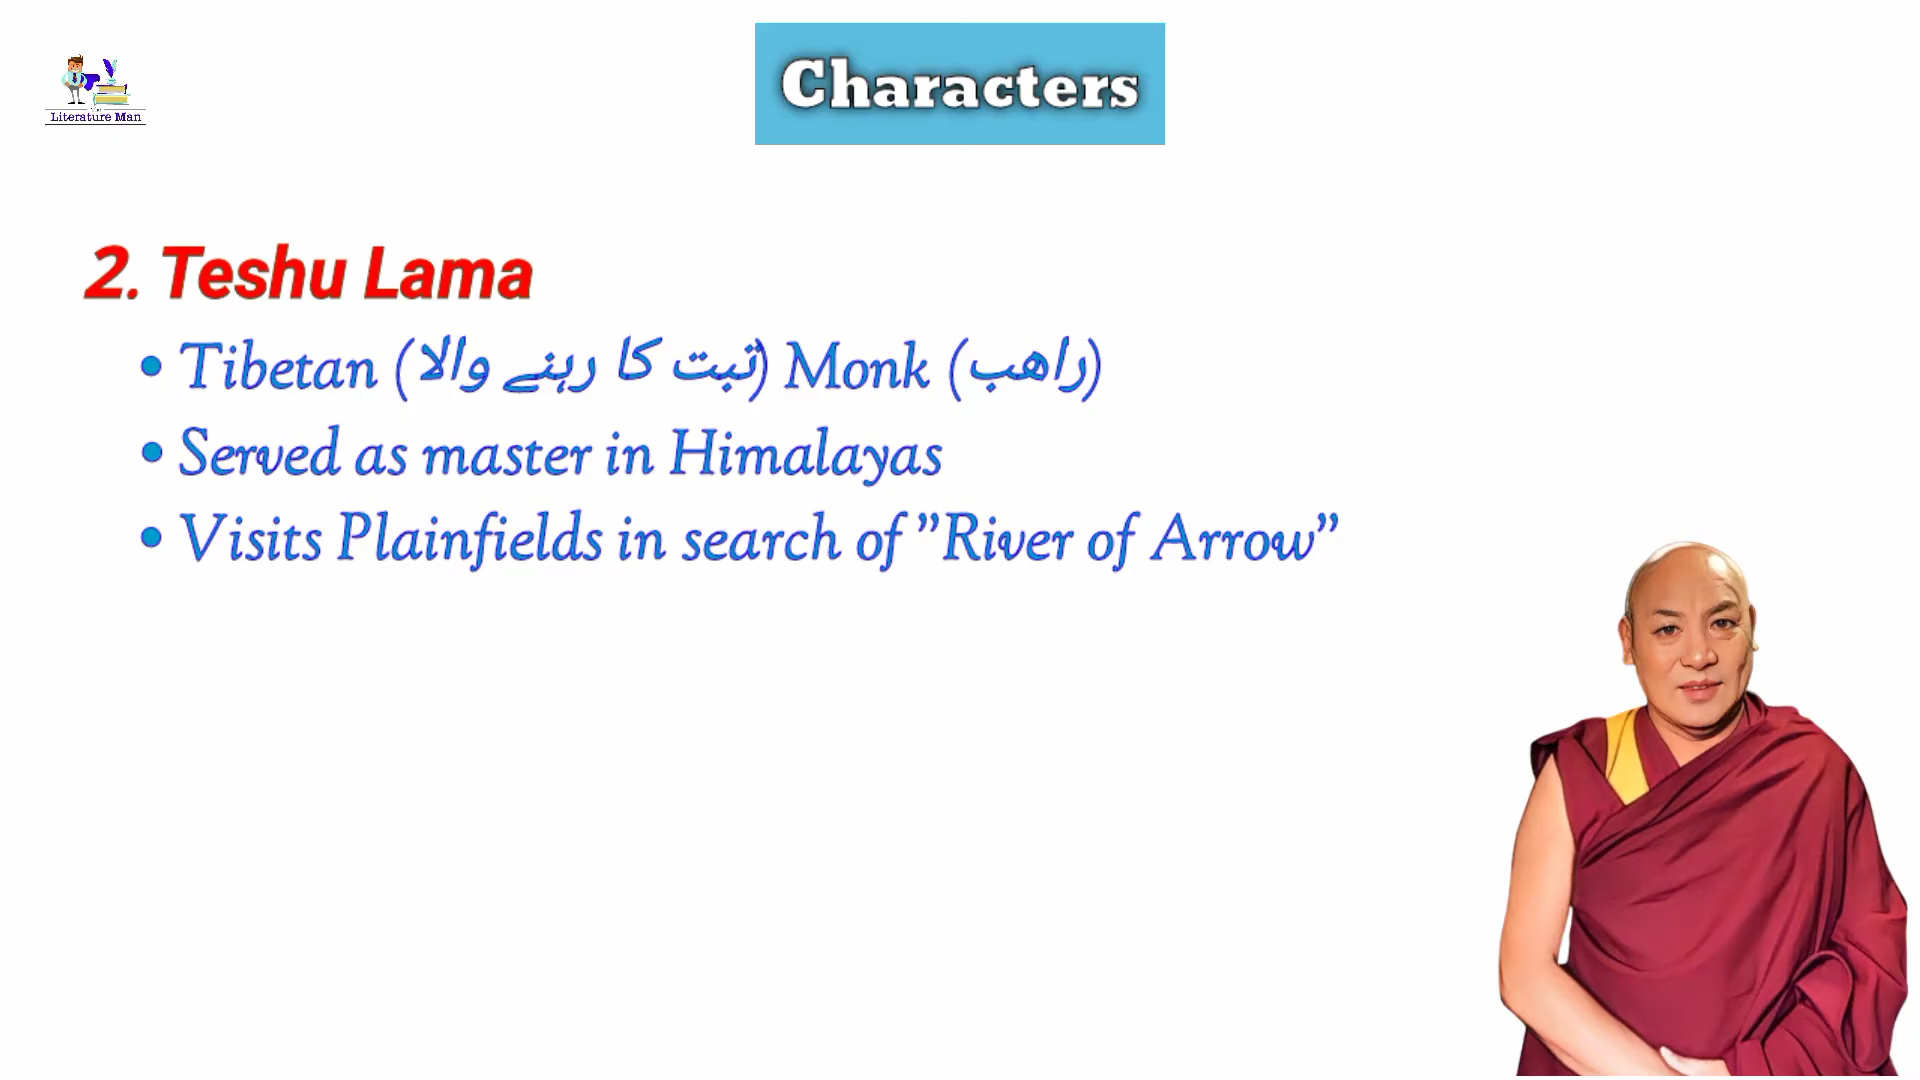 Literature Man
Characters
2. Teshu Lama
• Tibetan (تبت کا رہنے والا) Monk (راھب)
• Served as master in Himalayas
• Visits Plainfields in search of "River of Arrow"